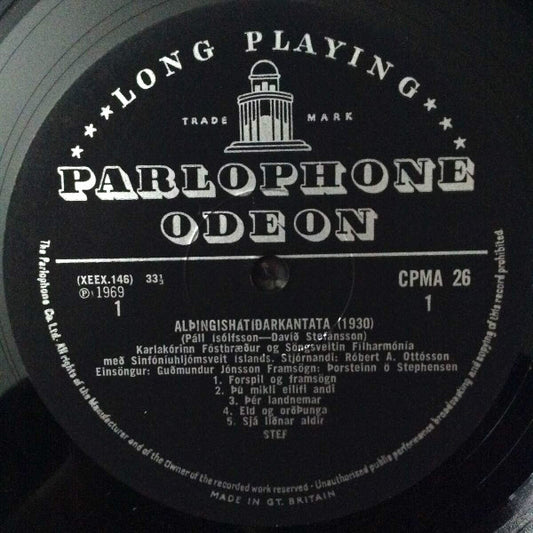 ★★★★LONG PLAYING★★★★
TRADE MARK
PARLOPHONE
ODEON
(XEEX.146) 33⅓
Ⓟ1969
1
CPMA 26
1
ALÞINGISHATIDARKANTATA (1930)
(Páll ísólfsson—Davið Stefánsson)
Karlakórinn Fóstbræður og Söngsveitin Filharmónía
með Sinfóníuhljómsveit íslands. Stjórnandi: Róbert A. Ottósson
Einsöngur: Guðmundur Jónsson Framsögn: Þorsteinn ö Stephensen
1. Forspil og framsögn
2. Þú mikli eilífi andi
3. Þér landnemar
4. Eld og orðÞunga
5. Sjá liðnar aldir
STEF
The Parlophone Co. Ltd. All rights of the Manufacturer and of the Owner of the recorded work reserved - Unauthorised public performance broadcasting and copying of this record prohibited
MADE IN GT. BRITAIN